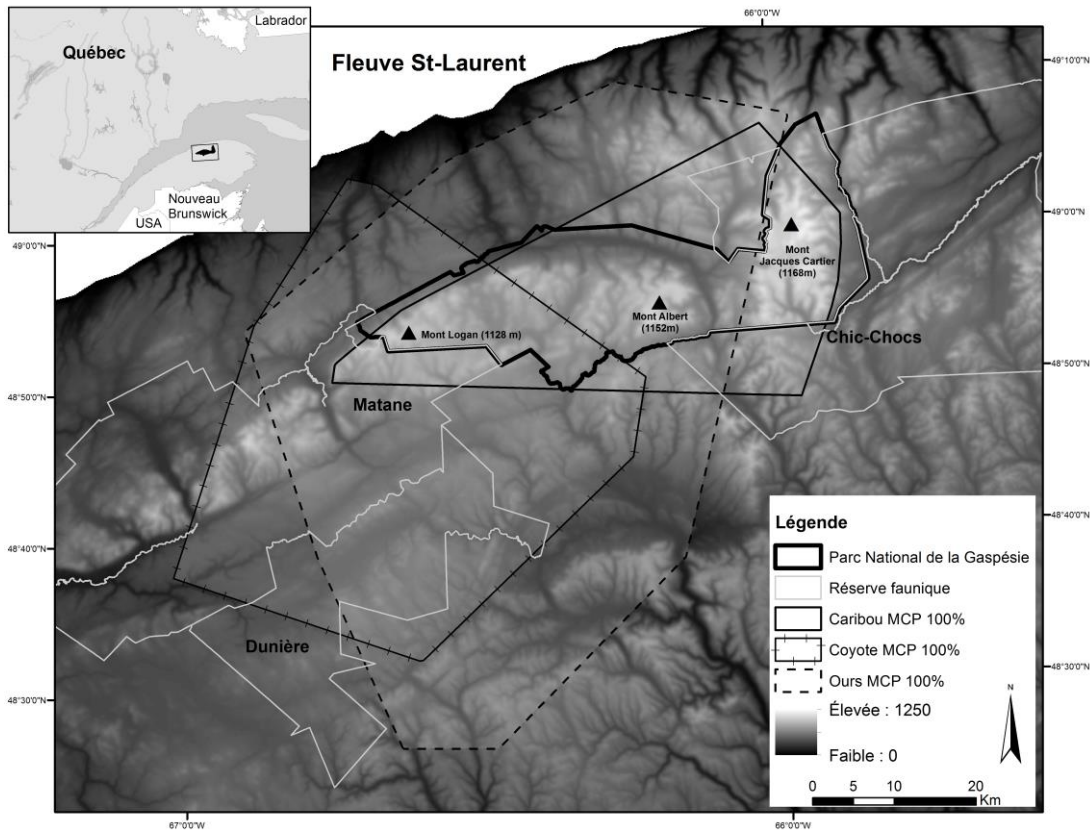 66°0'0"O
Labrador
Québec
Nouveau
Brunswick
USA
Fleuve St-Laurent
49°10'0"N
49°0'0"N
49°0'0"N
Mont
Jacques Cartier
(1168m)
Mont Albert
(1152m)
Mont Logan (1128 m)
Chic-Chocs
48°50'0"N
48°50'0"N
Matane
48°40'0"N
48°40'0"N
Dunière
48°30'0"N
48°30'0"N
Légende
Parc National de la Gaspésie
Réserve faunique
Caribou MCP 100%
Coyote MCP 100%
Ours MCP 100%
Élevée : 1250
Faible : 0
N
0 5 10 20
Km
67°0'0"O
66°0'0"O